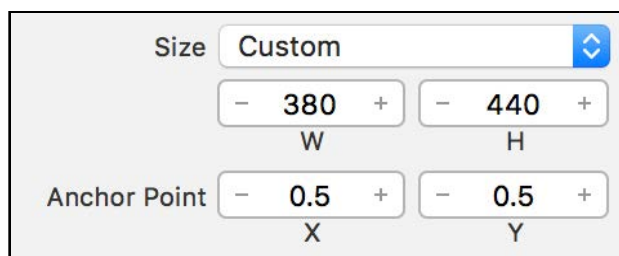 Size Custom
- 380 + - 440 +
W H
Anchor Point - 0.5 + - 0.5 +
X Y